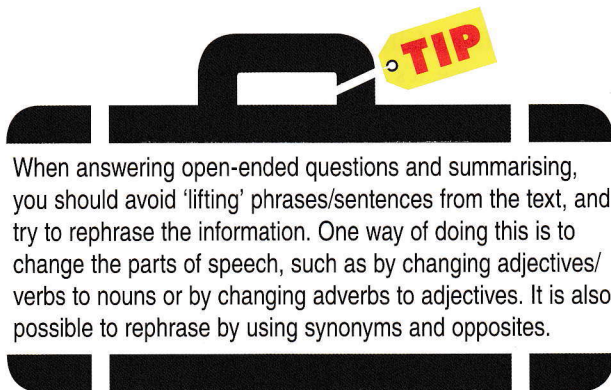 TIP
When answering open-ended questions and summarising,
you should avoid ‘lifting’ phrases/sentences from the text, and
try to rephrase the information. One way of doing this is to
change the parts of speech, such as by changing adjectives/
verbs to nouns or by changing adverbs to adjectives. It is also
possible to rephrase by using synonyms and opposites.